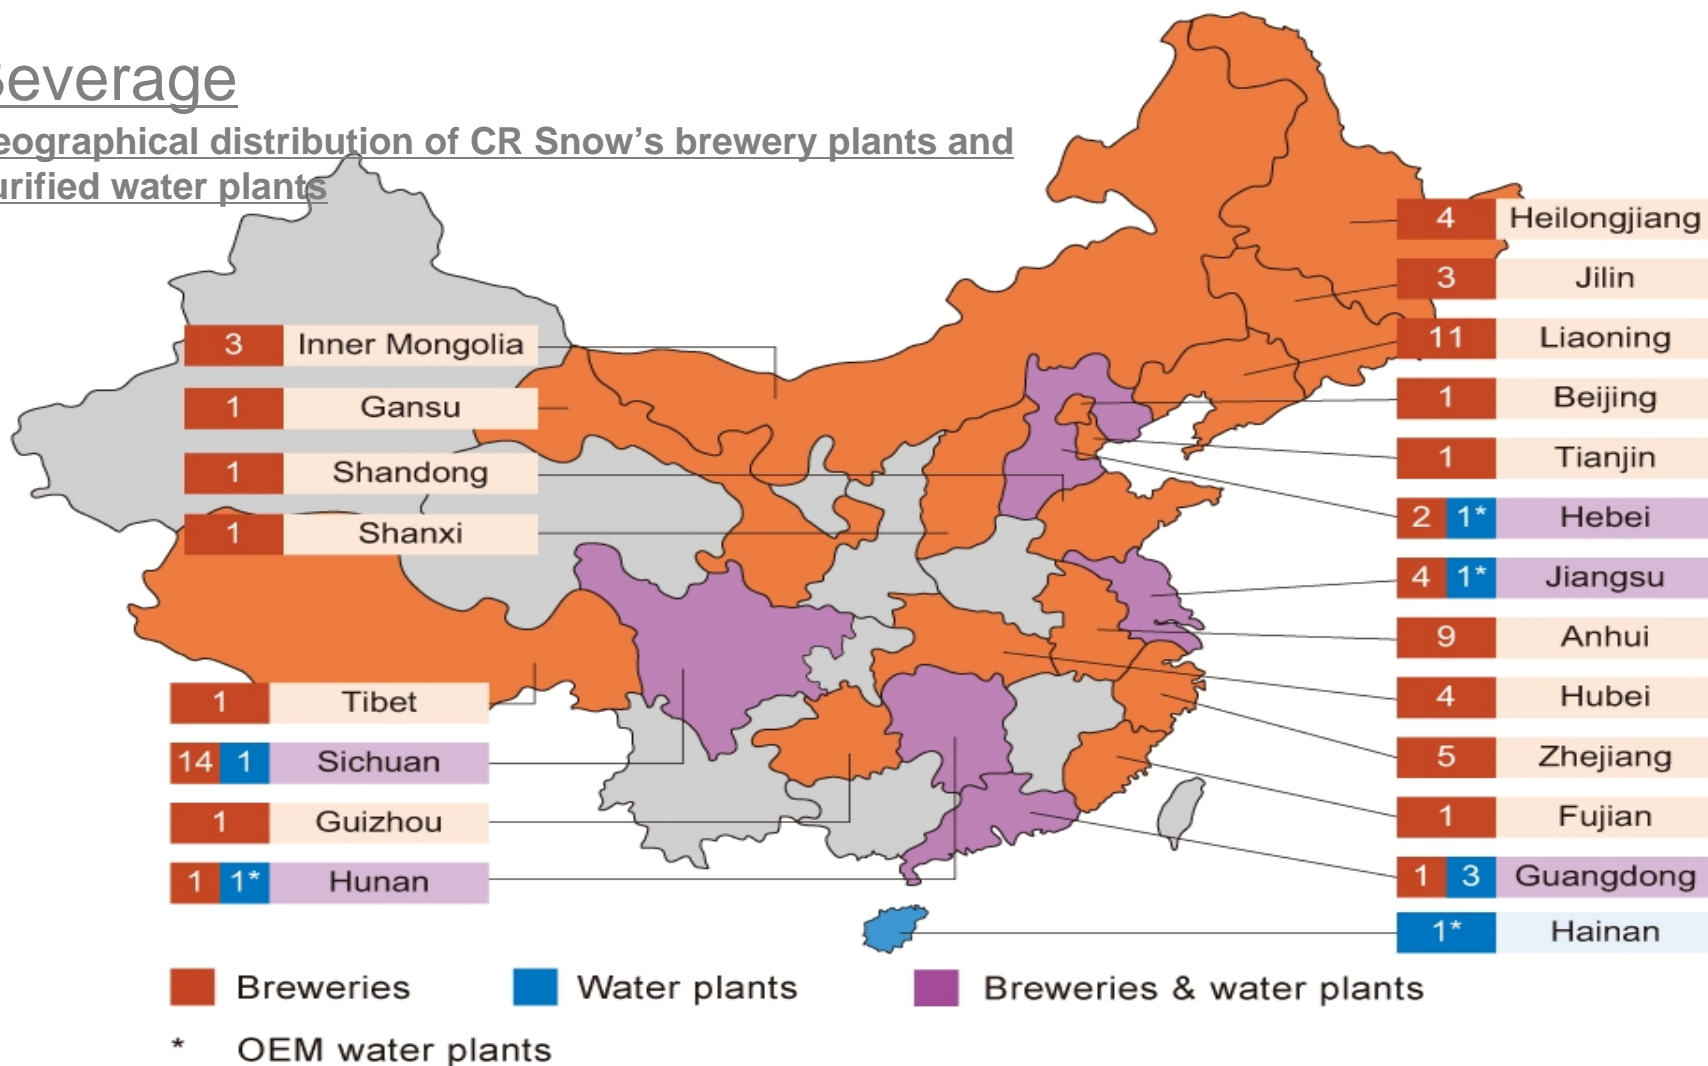 Beverage
eographical distribution of CR Snow's brewery plants and
urified water plants
3 Inner Mongolia
1 Gansu
1 Shandong
1 Shanxi
1 Tibet
14 1 Sichuan
1 Guizhou
1 1* Hunan
4 Heilongjiang
3 Jilin
11 Liaoning
1 Beijing
1 Tianjin
2 1* Hebei
4 1* Jiangsu
9 Anhui
4 Hubei
5 Zhejiang
1 Fujian
1 3 Guangdong
1* Hainan
Breweries
Water plants
Breweries & water plants
* OEM water plants